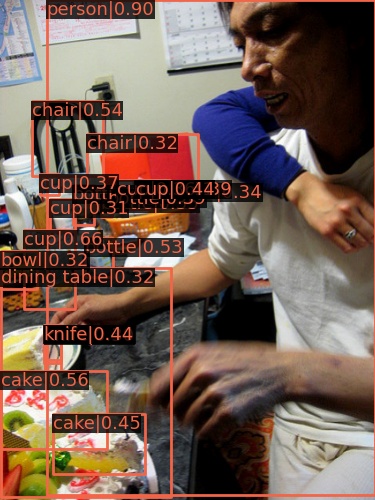 person|0.90
chair|0.54
chair|0.32
cup|0.37
cup|0.44
.34
cup|0.31
cup|0.66
bottle|0.53
bowl|0.32
dining table|0.32
knife|0.44
cake|0.56
cake|0.45